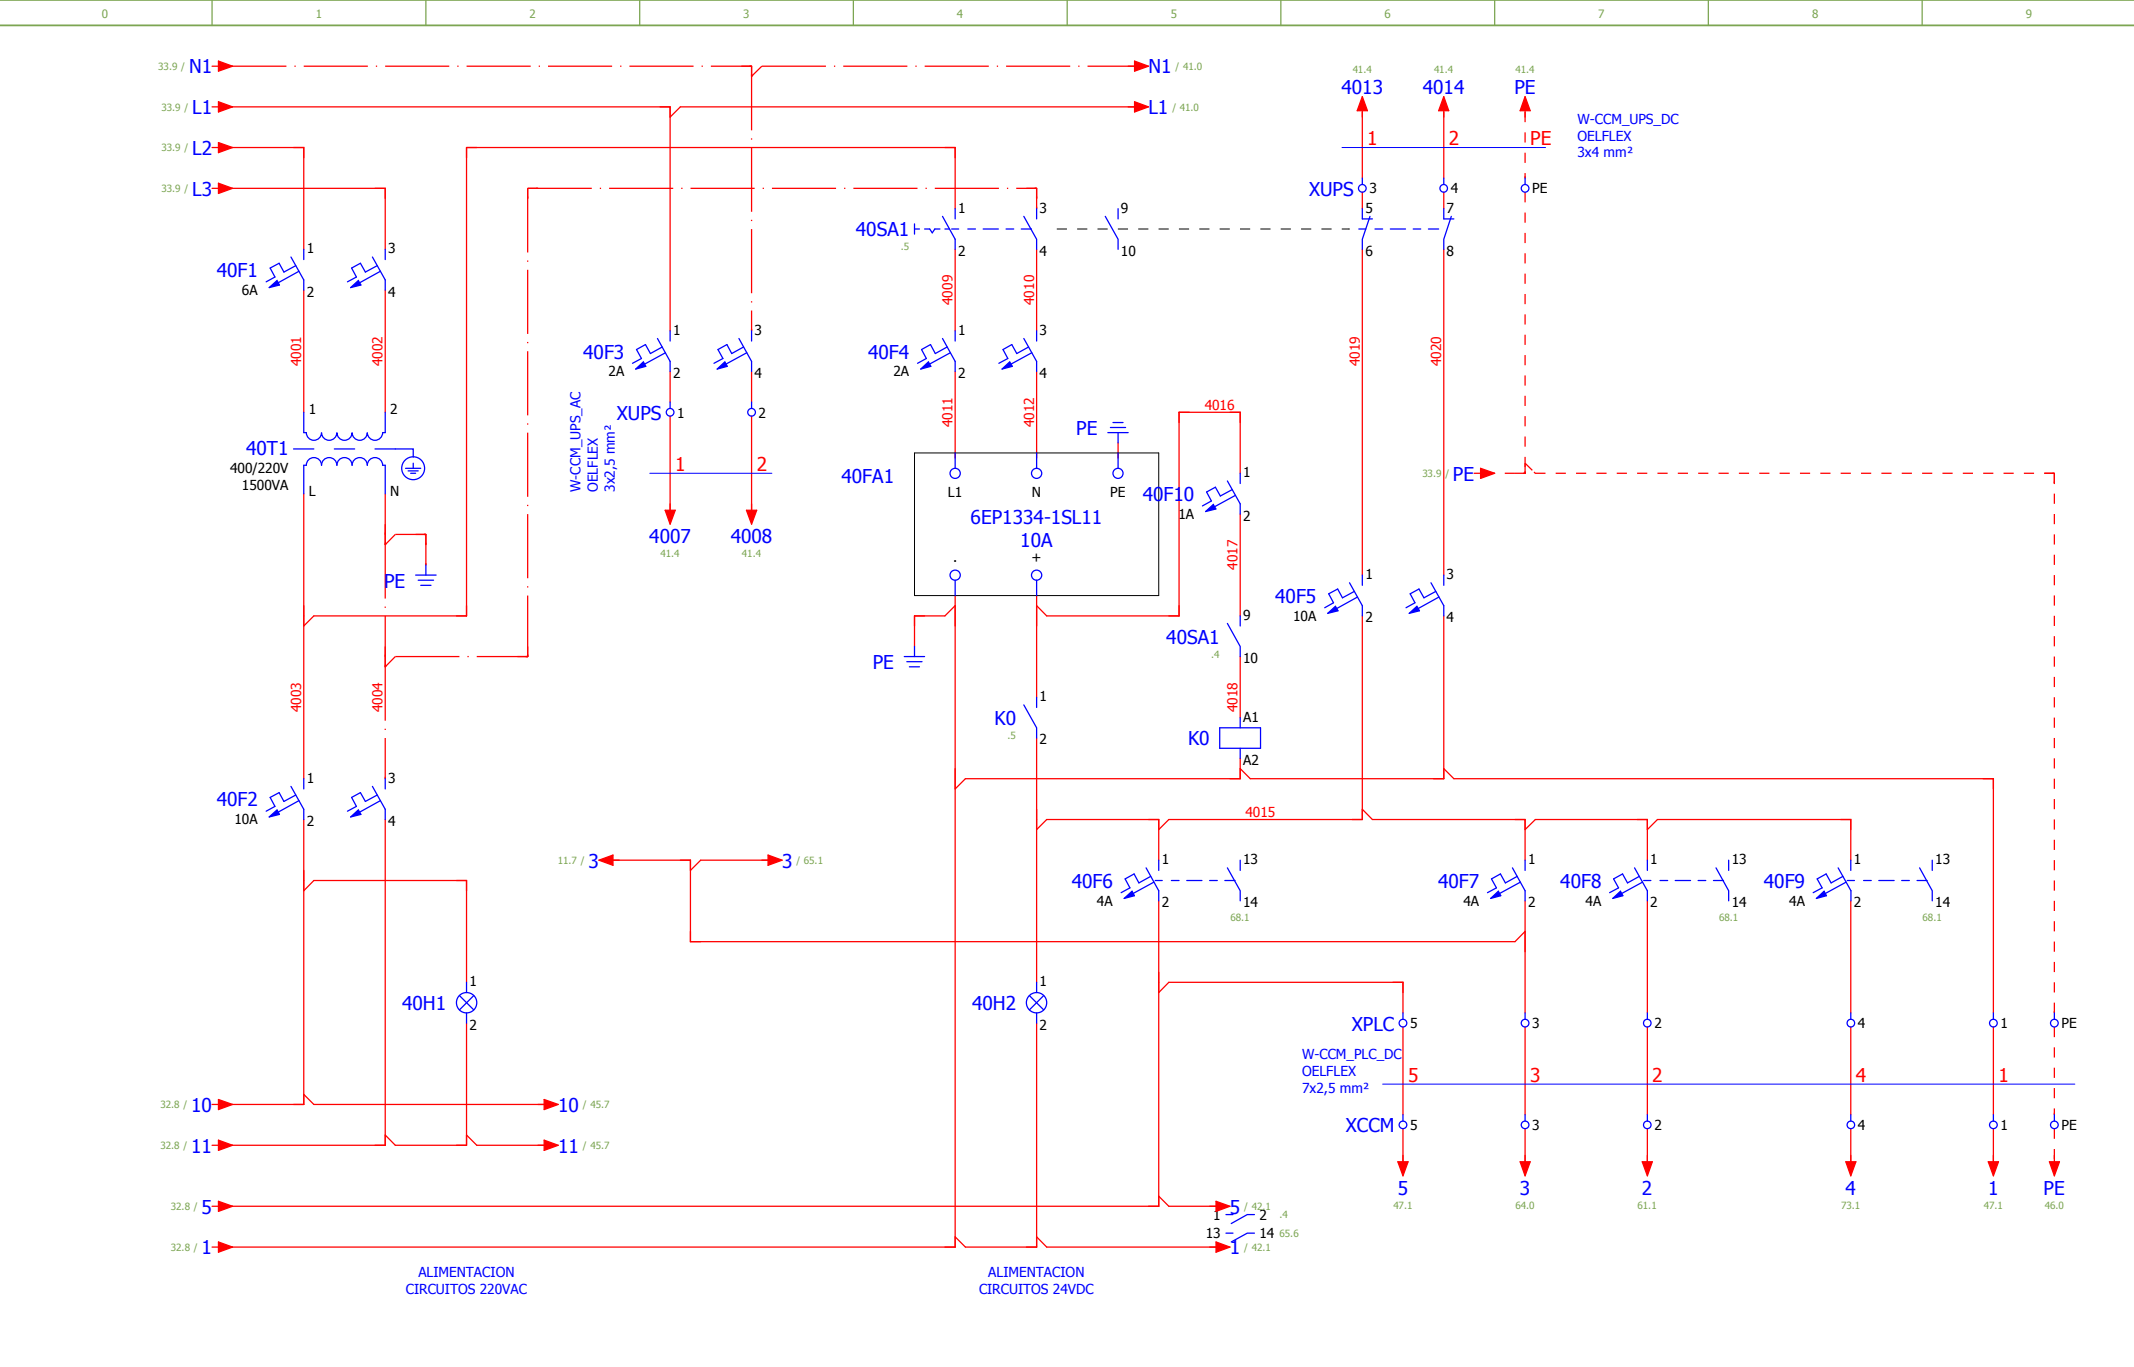 0 1 2 3 4 5 6 7 8 9
33.9 / N1
N1 / 41.0
33.9 / L1
L1 / 41.0
33.9 / L2
33.9 / L3
41.4 41.4 41.4
4013 4014 PE
1 2 PE
W-CCM_UPS_DC
OELFLEX
3x4 mm²
XUPS 3 4 PE
40SA1
.5
1 2 3 4 9 10 5 6 7 8
40F1
6A
1 2 3 4
4001 4002
4009 4010
4019 4020
40F3
2A
1 2 3 4
40F4
2A
1 2 3 4
4011 4012
W-CCM_UPS_AC
OELFLEX
3x2,5 mm²
XUPS 1 2
1 2
4007 4008
41.4 41.4
1 2
40T1
400/220V
1500VA
L N
PE
PE
40FA1
L1 N PE
6EP1334-1SL11
10A
+
.
PE
4016
40F10
1A
1 2
4017
40SA1
.4
9 10
4018
K0
A1
A2
33.9 / PE
40F5
10A
1 2 3 4
4003 4004
K0
.5
1 2
40F2
10A
1 2 3 4
4015
11.7 / 3
3 / 65.1
40F6
4A
1 2 13 14
68.1
40F7
4A
1 2
40F8
4A
1 2 13 14
68.1
40F9
4A
1 2 13 14
68.1
40H1
1 2
40H2
1 2
XPLC 5 3 2 4 1 PE
W-CCM_PLC_DC
OELFLEX
7x2,5 mm²
5 3 2 4 1
XCCM 5 3 2 4 1 PE
5 3 2 4 1 PE
47.1 64.0 61.1 73.1 47.1 46.0
32.8 / 10
10 / 45.7
32.8 / 11
11 / 45.7
32.8 / 5
5 / 42.1
1 2 .4
13 14 65.6
32.8 / 1
1 / 42.1
ALIMENTACION
CIRCUITOS 220VAC
ALIMENTACION
CIRCUITOS 24VDC